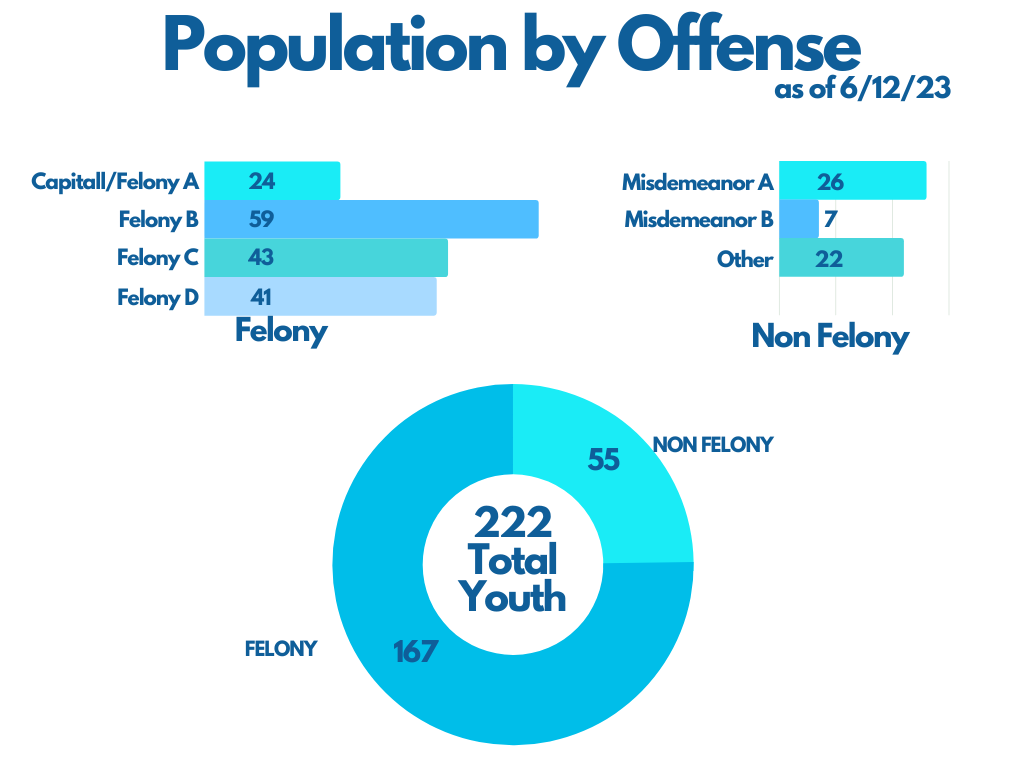 Population by Offense
as of 6/12/23
Capitall/Felony A 24
Felony B 59
Felony C 43
Felony D 41
Felony
Misdemeanor A 26
Misdemeanor B 7
Other 22
Non Felony
55
NON FELONY
222
Total
Youth
FELONY
167